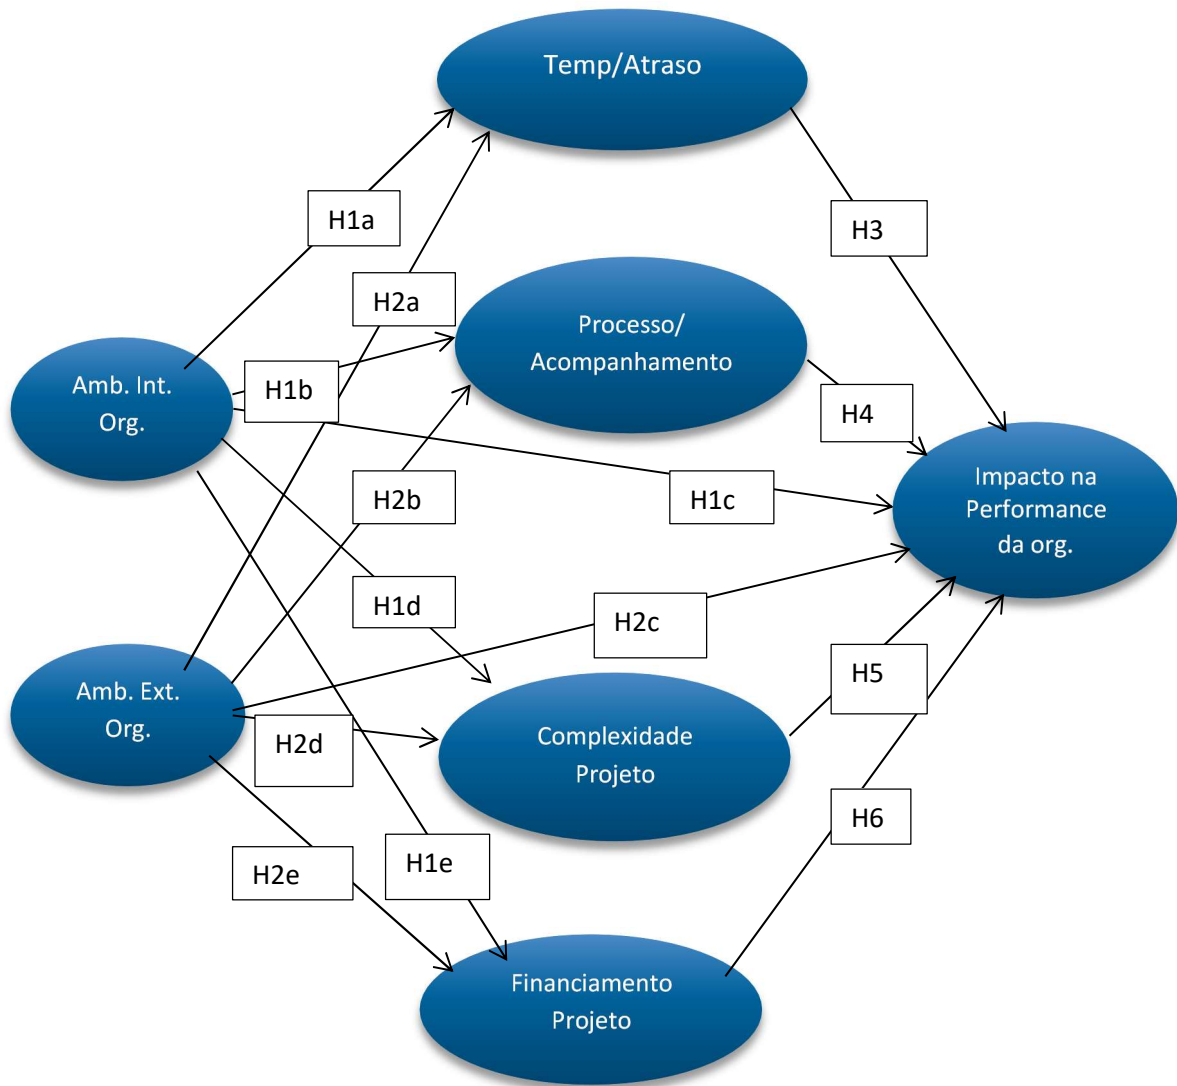 Temp/Atraso
H1a
H3
H2a
Processo/
Acompanhamento
Amb. Int.
Org.
H1b
H4
H2b
H1c
Impacto na
Performance
da org.
H1d
H2c
Amb. Ext.
Org.
H5
H2d
Complexidade
Projeto
H6
H2e
H1e
Financiamento
Projeto